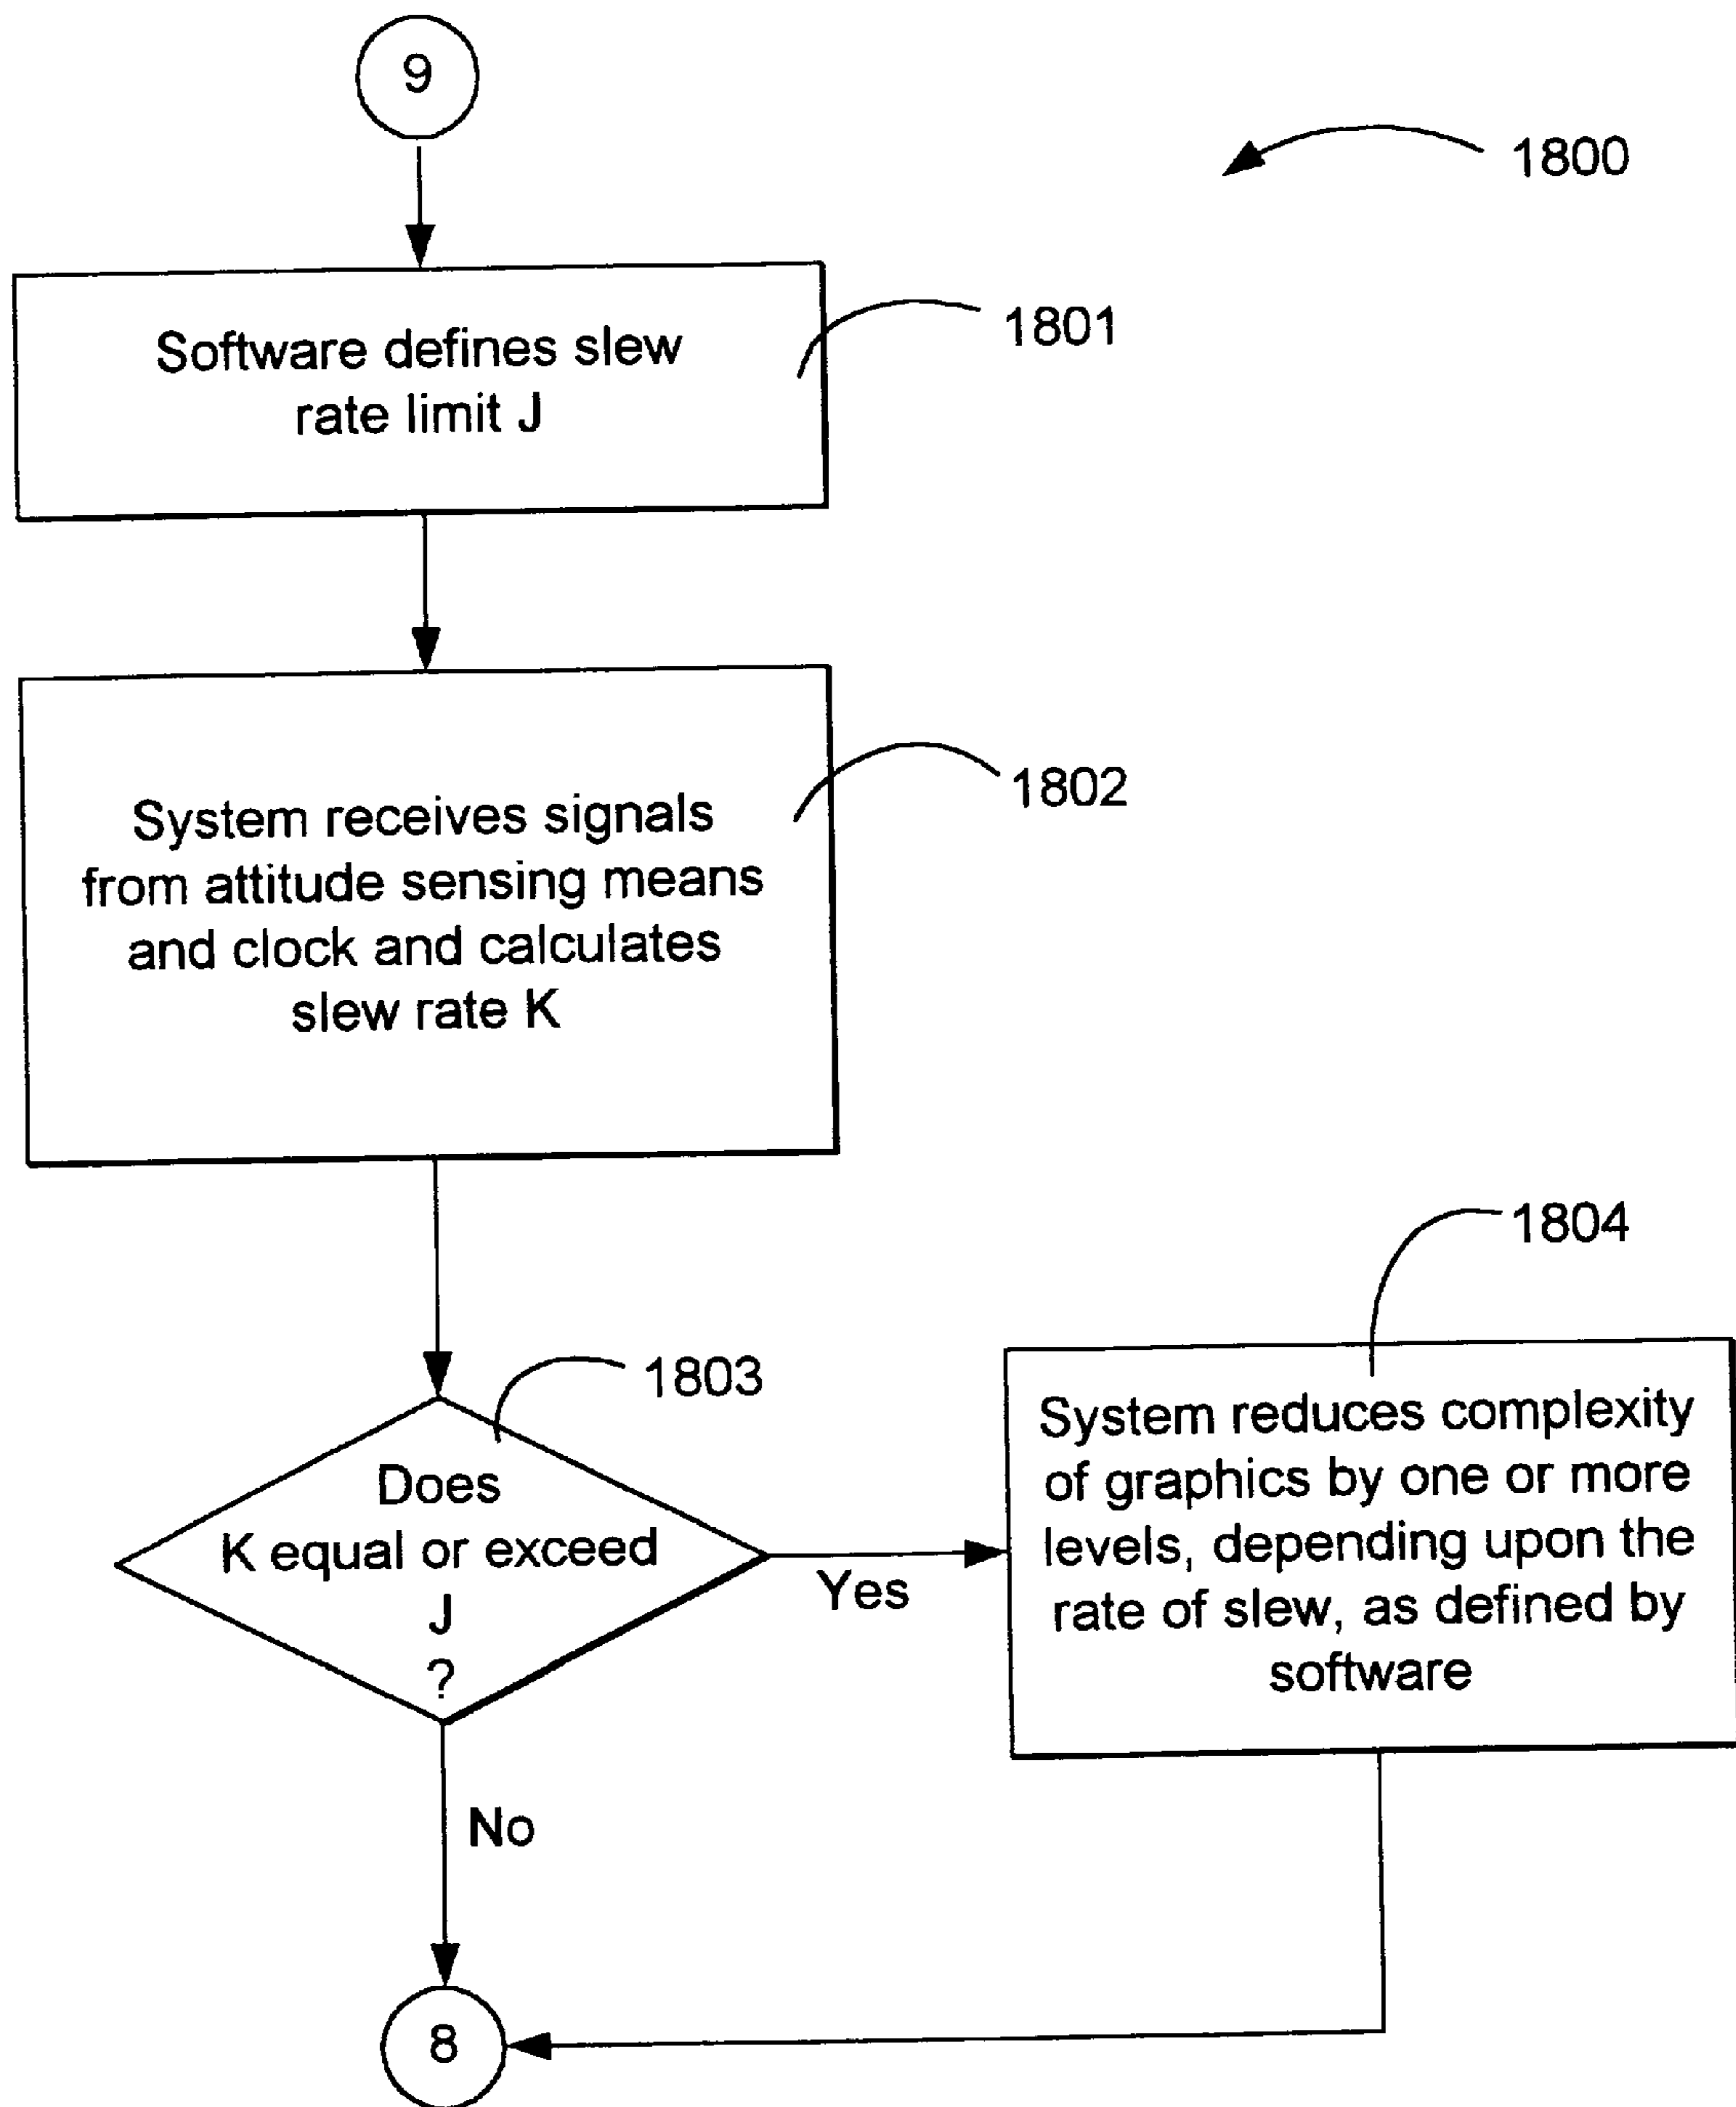 9
1800
Software defines slew
rate limit J
1801
System receives signals
from attitude sensing means
and clock and calculates
slew rate K
1802
Does
K equal or exceed
J
?
1803
Yes
System reduces complexity
of graphics by one or more
levels, depending upon the
rate of slew, as defined by
software
1804
No
8